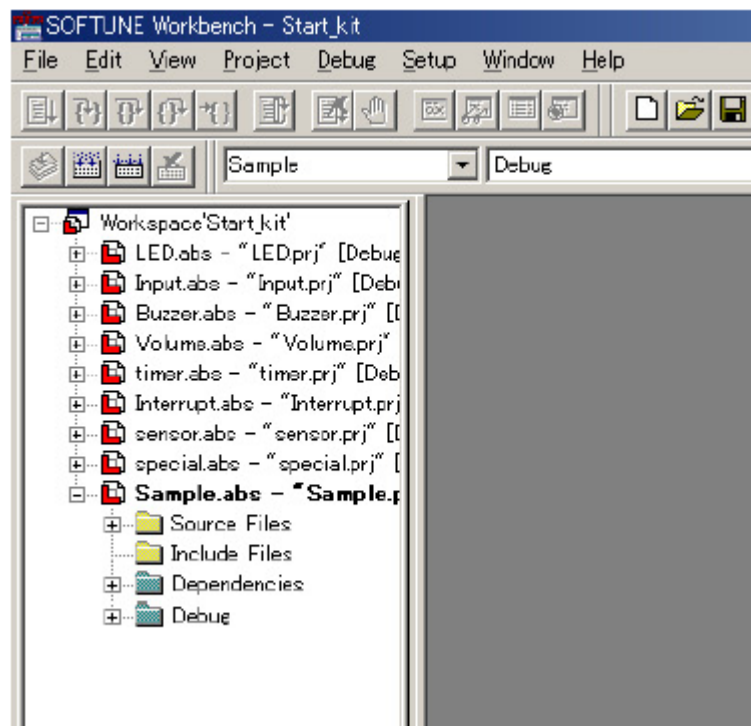 SOFTUNE Workbench - Start_kit
File Edit View Project Debug Setup Window Help
Sample Debug
Workspace'Start_kit'
LED.abs - "LED.prj" [Debug
Input.abs - "Input.prj" [Deb
Buzzer.abs - "Buzzer.prj" [D
Volume.abs - "Volume.prj"
timer.abs - "timer.prj" [Deb
Interrupt.abs - "Interrupt.prj
sensor.abs - "sensor.prj" [D
special.abs - "special.prj" [
Sample.abs - "Sample.p
Source Files
Include Files
Dependencies
Debug